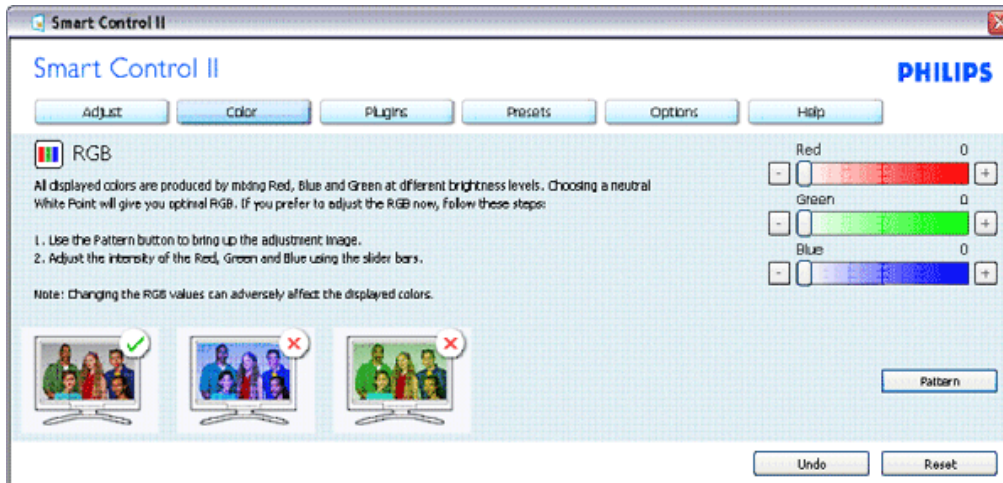 Smart Control II
Smart Control II
PHILIPS
Adjust Color Plugins Presets Options Help
RGB
All displayed colors are produced by mixing Red, Blue and Green at different brightness levels. Choosing a neutral
White Point will give you optimal RGB. If you prefer to adjust the RGB now, follow these steps:
1. Use the Pattern button to bring up the adjustment image.
2. Adjust the intensity of the Red, Green and Blue using the slider bars.
Note: Changing the RGB values can adversely affect the displayed colors.
Red 0
- +
Green 0
- +
Blue 0
- +
Pattern
Undo Reset